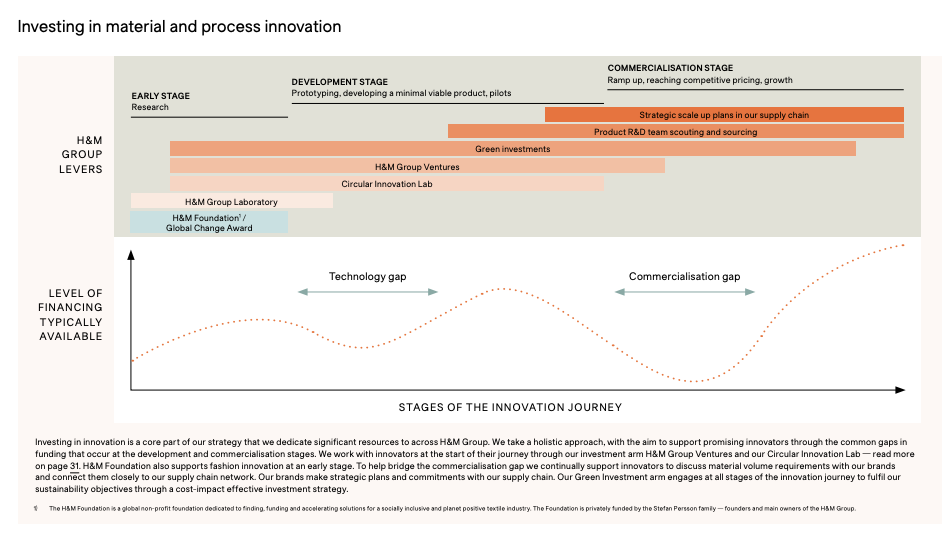 Investing in material and process innovation
COMMERCIALISATION STAGE
Ramp up, reaching competitive pricing, growth
DEVELOPMENT STAGE
Prototyping, developing a minimal viable product, pilots
EARLY STAGE
Research
H&M
GROUP
LEVERS
Strategic scale up plans in our supply chain
Product R&D team scouting and sourcing
Green investments
H&M Group Ventures
Circular Innovation Lab
H&M Group Laboratory
H&M Foundation¹ /
Global Change Award
LEVEL OF
FINANCING
TYPICALLY
AVAILABLE
Technology gap
Commercialisation gap
STAGES OF THE INNOVATION JOURNEY
Investing in innovation is a core part of our strategy that we dedicate significant resources to across H&M Group. We take a holistic approach, with the aim to support promising innovators through the common gaps in
funding that occur at the development and commercialisation stages. We work with innovators at the start of their journey through our investment arm H&M Group Ventures and our Circular Innovation Lab — read more
on page 31. H&M Foundation also supports fashion innovation at an early stage. To help bridge the commercialisation gap we continually support innovators to discuss material volume requirements with our brands
and connect them closely to our supply chain network. Our brands make strategic plans and commitments with our supply chain. Our Green Investment arm engages at all stages of the innovation journey to fulfil our
sustainability objectives through a cost-impact effective investment strategy.
1) The H&M Foundation is a global non-profit foundation dedicated to finding, funding and accelerating solutions for a socially inclusive and planet positive textile industry. The Foundation is privately funded by the Stefan Persson family — founders and main owners of the H&M Group.